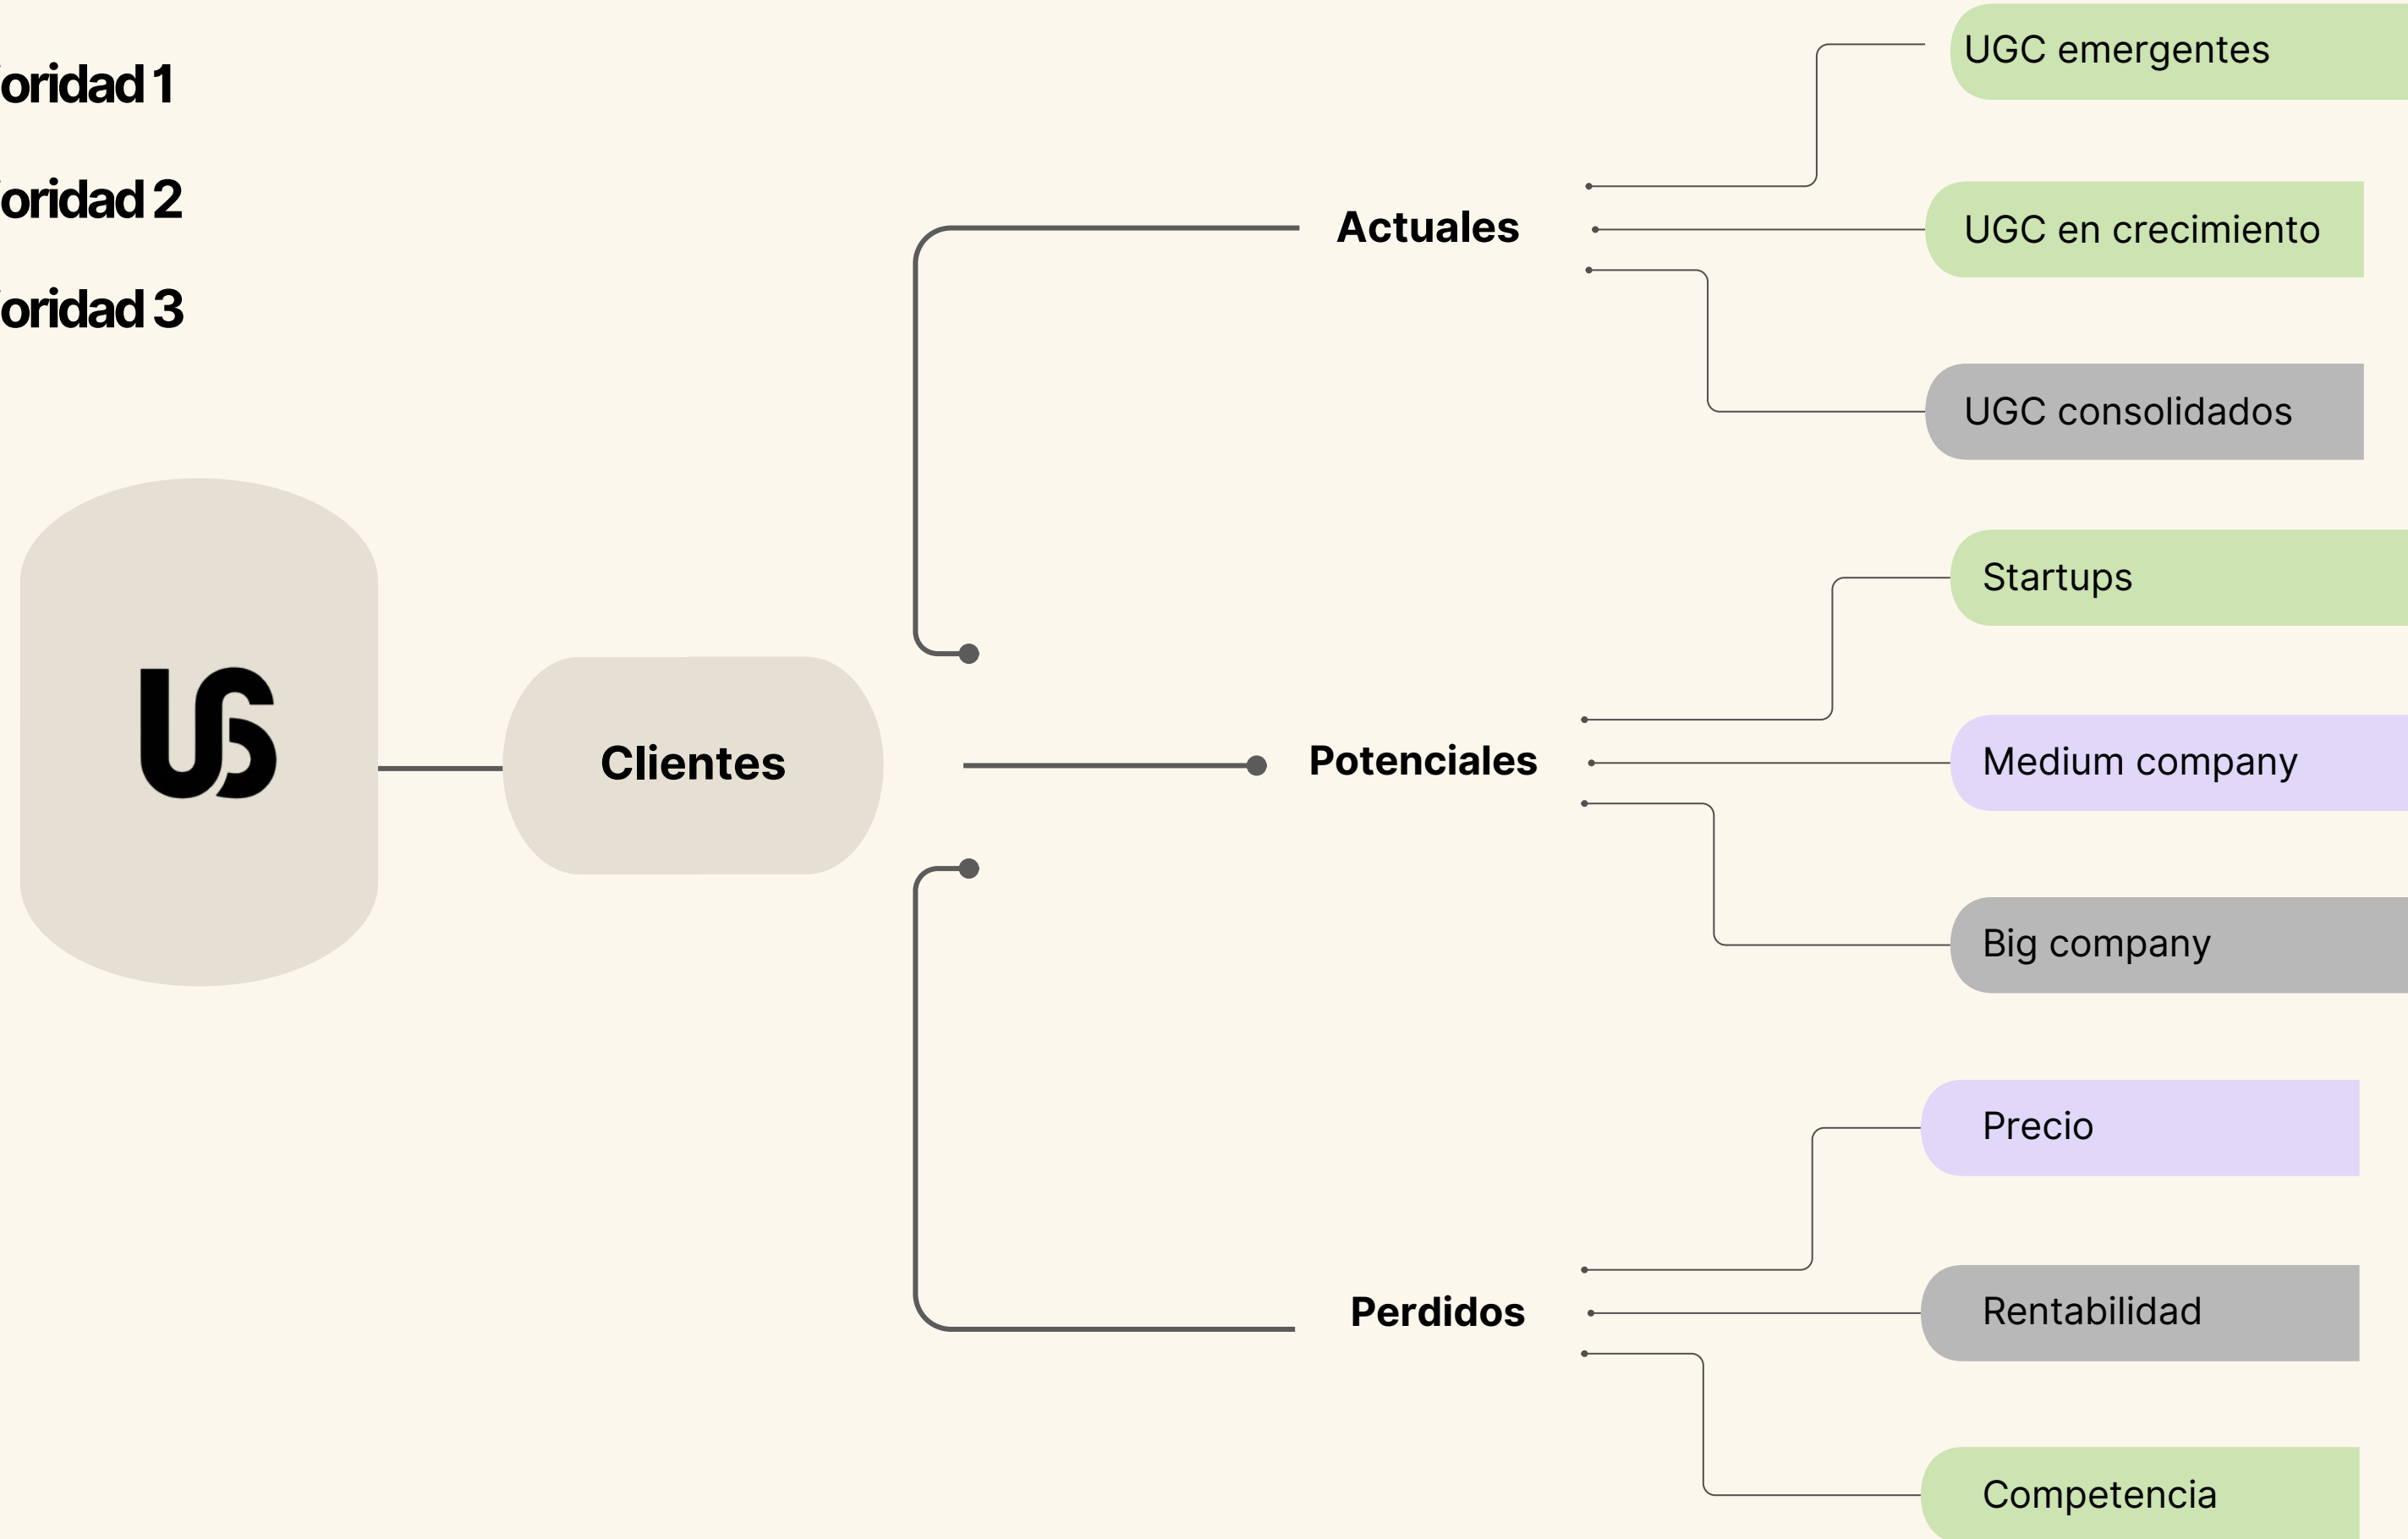 oridad 1
oridad 2
oridad 3
US
Clientes
Actuales
UGC emergentes
UGC en crecimiento
UGC consolidados
Potenciales
Startups
Medium company
Big company
Perdidos
Precio
Rentabilidad
Competencia